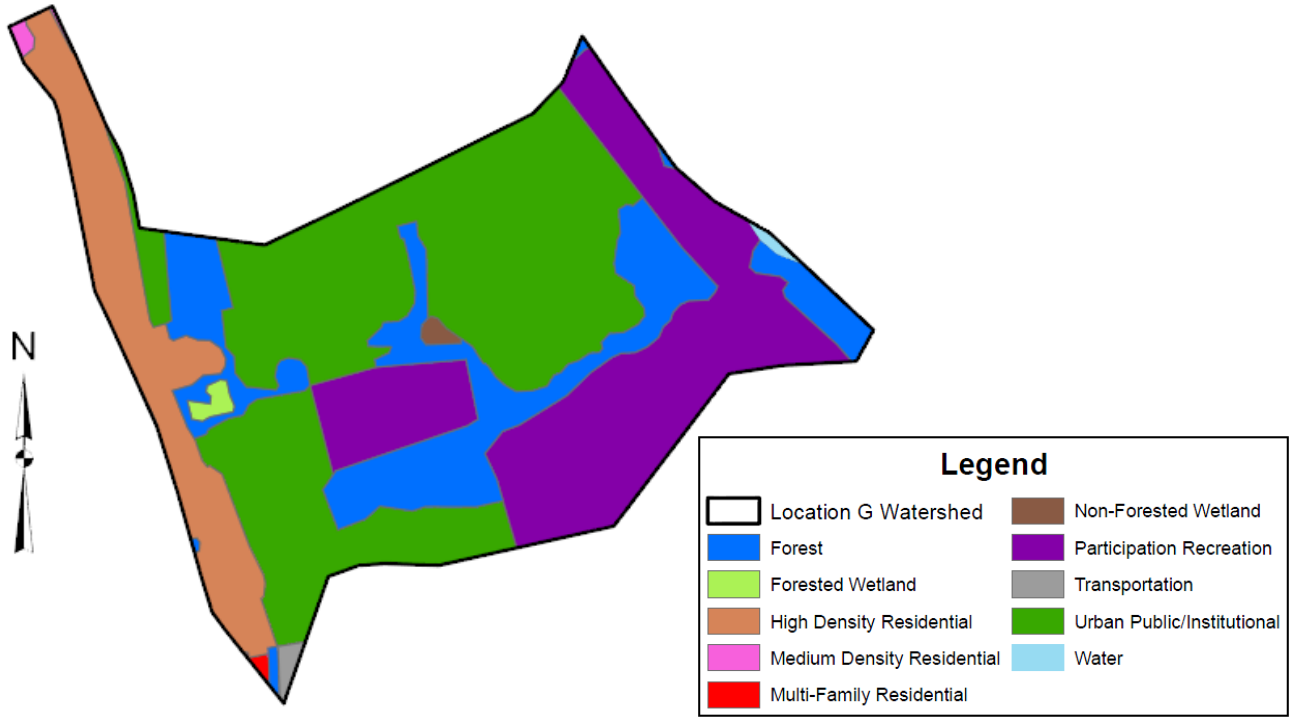 N
Legend
Location G Watershed
Forest
Forested Wetland
High Density Residential
Medium Density Residential
Multi-Family Residential
Non-Forested Wetland
Participation Recreation
Transportation
Urban Public/Institutional
Water